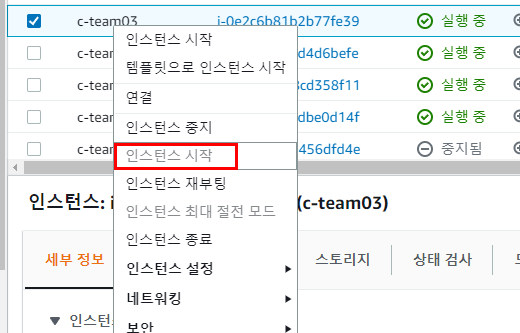 c-team03 i-0e2c6b81b2b77fe39 실행 중
인스턴스 시작
c-tea d4d6befe 실행 중
템플릿으로 인스턴스 시작
c-tea 3cd358f11 실행 중
연결
c-tea dbe0d14f 실행 중
인스턴스 중지
c-tea 456dfd4e 중지됨
인스턴스 시작
인스턴스 재부팅
인스턴스: i (c-team03)
인스턴스 최대 절전 모드
인스턴스 종료
세부 정보 스토리지 상태 검사
인스턴스 설정
네트워킹
인스턴스
보안